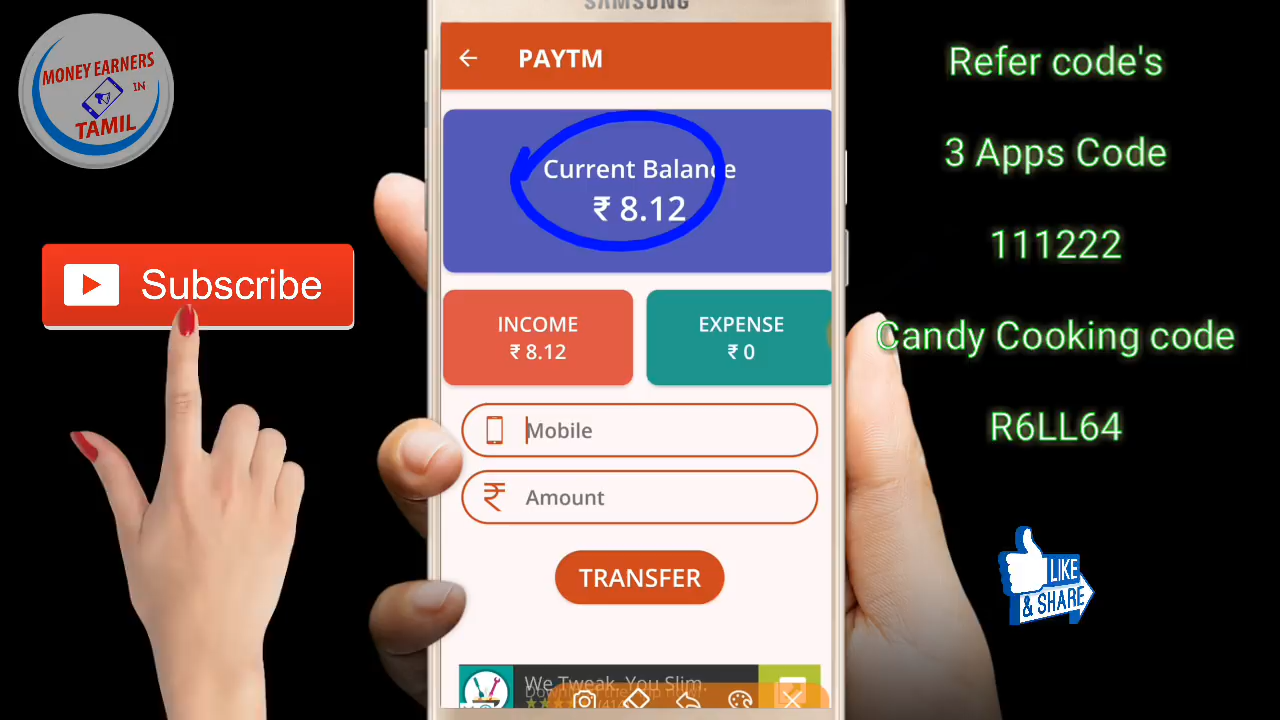 SAMSUNG
MONEY EARNERS
IN
TAMIL
Subscribe
PAYTM
Current Balance
₹ 8.12
INCOME
₹ 8.12
EXPENSE
₹ 0
Mobile
Amount
TRANSFER
We Tweak. You Slim.
Refer code's
3 Apps Code
111222
Candy Cooking code
R6LL64
LIKE
& SHARE